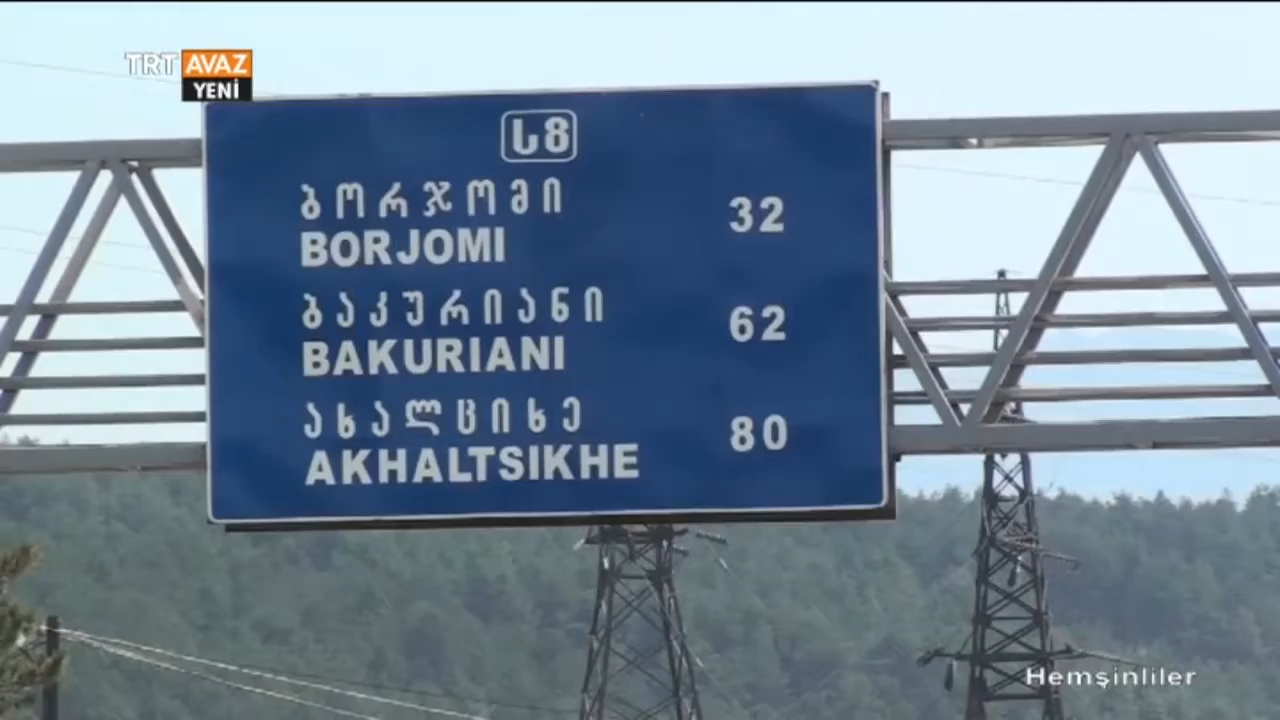 TRT AVAZ
YENİ
ს8
ბორჯომი
BORJOMI
32
ბაკურიანი
BAKURIANI
62
ახალციხე
AKHALTSIKHE
80
Hemşinliler